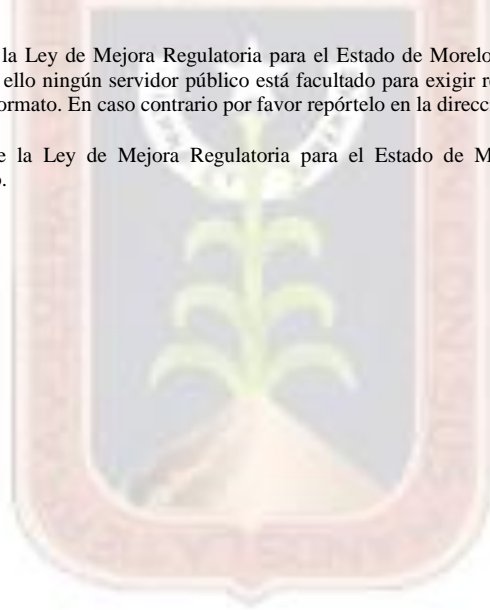 la Ley de Mejora Regulatoria para el Estado de Morelo
ello ningún servidor público está facultado para exigir r
ormato. En caso contrario por favor repórtelo en la direcc
e la Ley de Mejora Regulatoria para el Estado de M
o.